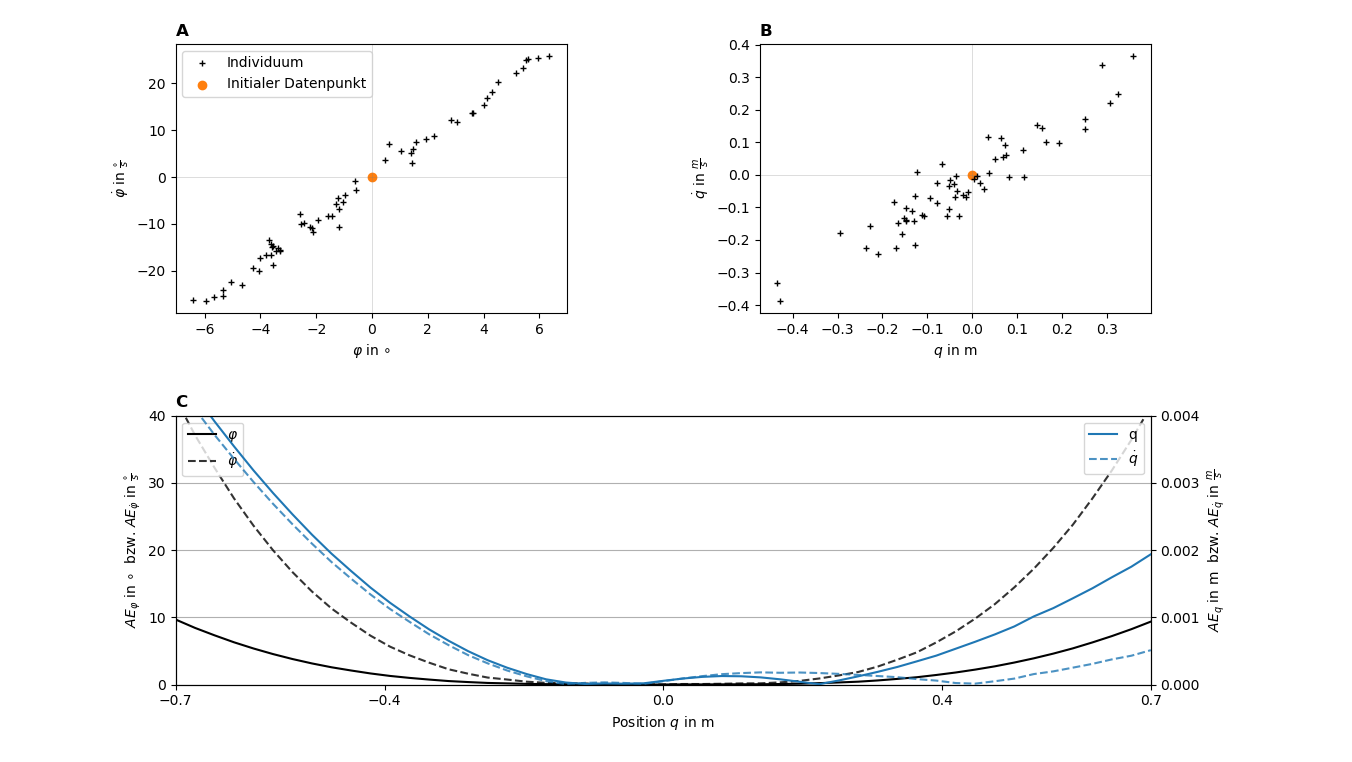 A
Individuum
Initialer Datenpunkt
20
10
0
−10
−20
−6 −4 −2 0 2 4 6
φ in ∘
φ̇ in ∘/s
B
0.4
0.3
0.2
0.1
0.0
−0.1
−0.2
−0.3
−0.4
−0.4 −0.3 −0.2 −0.1 0.0 0.1 0.2 0.3
q in m
q̇ in m/s
C
φ
φ̇
q
q̇
40
30
20
10
0
0.004
0.003
0.002
0.001
0.000
−0.7 −0.4 0.0 0.4 0.7
Position q in m
AE_φ in ∘ bzw. AE_φ̇ in ∘/s
AE_q in m bzw. AE_q̇ in m/s